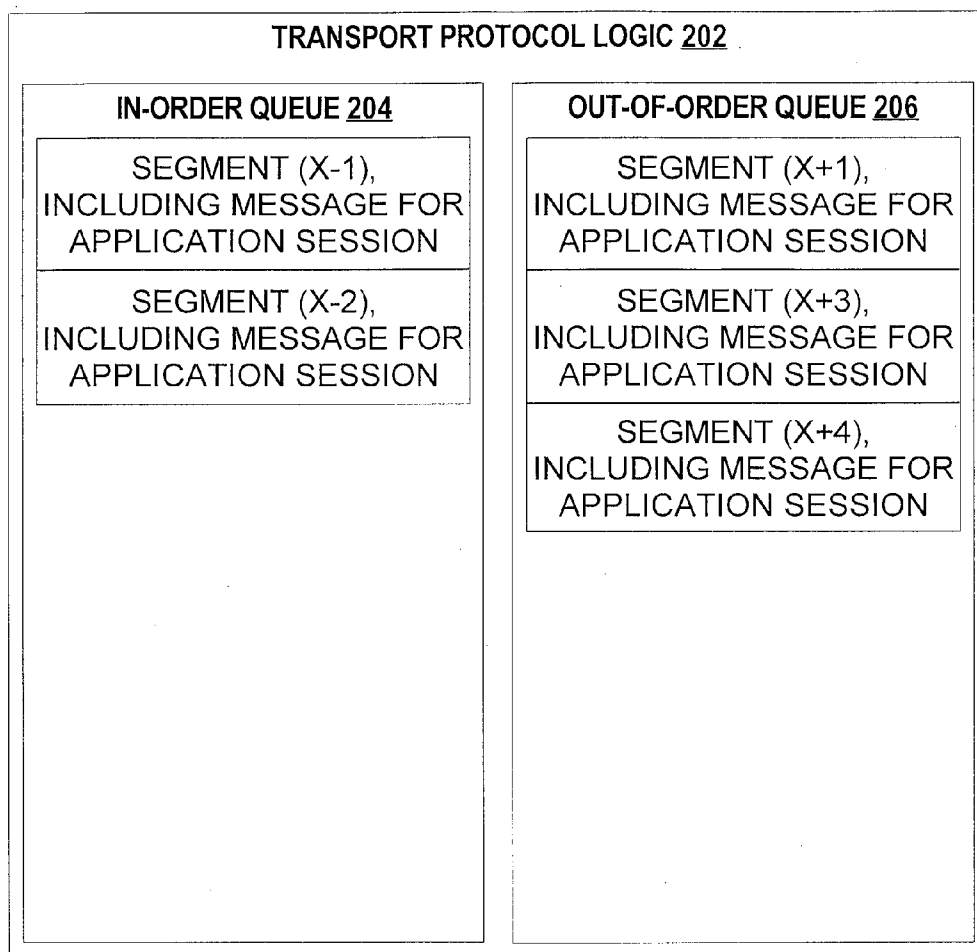 TRANSPORT PROTOCOL LOGIC 202
IN-ORDER QUEUE 204
SEGMENT (X-1),
INCLUDING MESSAGE FOR
APPLICATION SESSION
SEGMENT (X-2),
INCLUDING MESSAGE FOR
APPLICATION SESSION
OUT-OF-ORDER QUEUE 206
SEGMENT (X+1),
INCLUDING MESSAGE FOR
APPLICATION SESSION
SEGMENT (X+3),
INCLUDING MESSAGE FOR
APPLICATION SESSION
SEGMENT (X+4),
INCLUDING MESSAGE FOR
APPLICATION SESSION